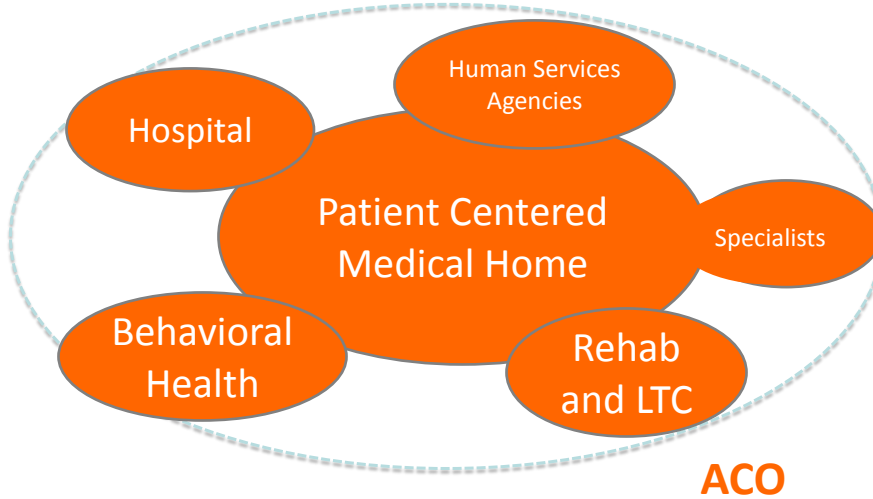 Human Services
Agencies
Hospital
Patient Centered
Medical Home
Specialists
Behavioral
Health
Rehab
and LTC
ACO